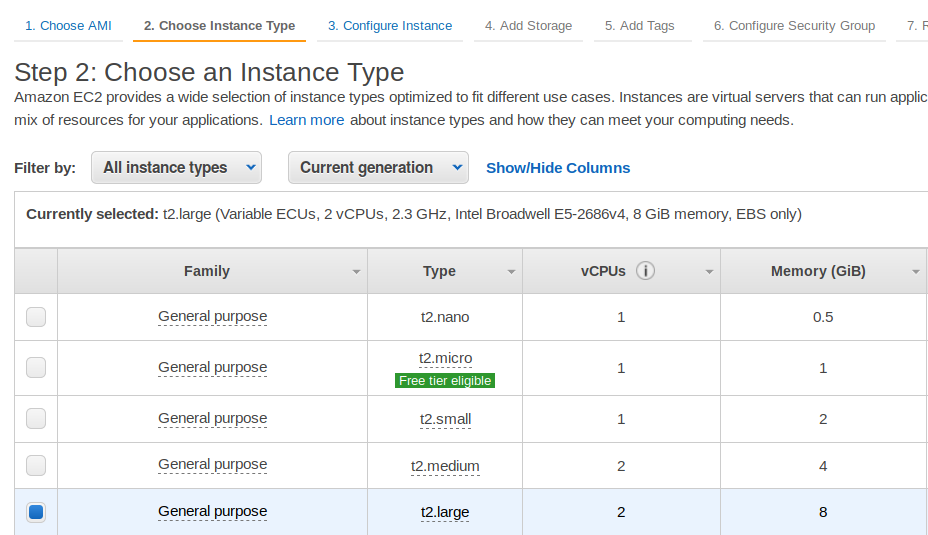 1. Choose AMI 2. Choose Instance Type 3. Configure Instance 4. Add Storage 5. Add Tags 6. Configure Security Group 7.
Step 2: Choose an Instance Type
Amazon EC2 provides a wide selection of instance types optimized to fit different use cases. Instances are virtual servers that can run
mix of resources for your applications. Learn more about instance types and how they can meet your computing needs.
Filter by: All instance types Current generation Show/Hide Columns
Currently selected: t2.large (Variable ECUs, 2 vCPUs, 2.3 GHz, Intel Broadwell E5-2686v4, 8 GiB memory, EBS only)
Family Type vCPUs i Memory (GiB)
General purpose t2.nano 1 0.5
General purpose t2.micro 1 1
Free tier eligible
General purpose t2.small 1 2
General purpose t2.medium 2 4
General purpose t2.large 2 8